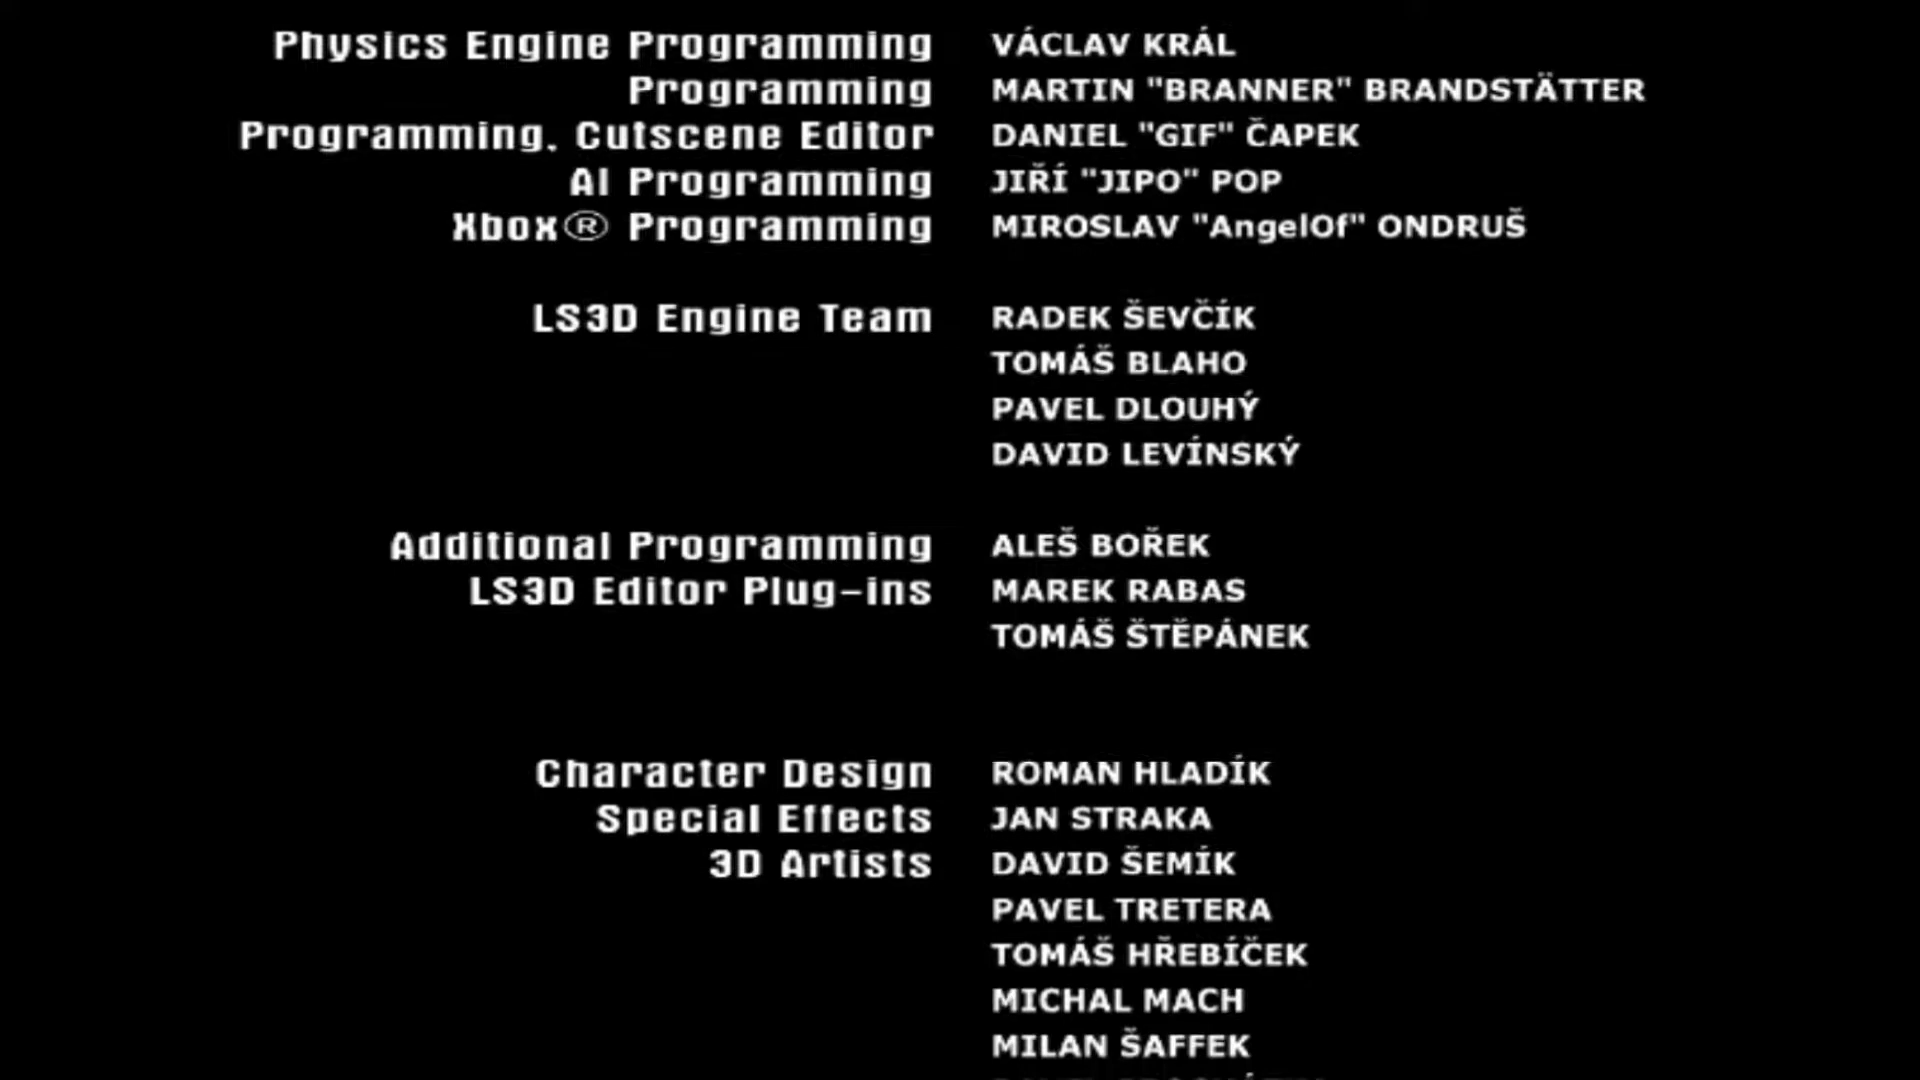 Physics Engine Programming VÁCLAV KRÁL
Programming MARTIN "BRANNER" BRANDSTÄTTER
Programming, Cutscene Editor DANIEL "GIF" ČAPEK
AI Programming JIŘÍ "JIPO" POP
Xbox® Programming MIROSLAV "AngelOf" ONDRUŠ
LS3D Engine Team RADEK ŠEVČÍK
TOMÁŠ BLAHO
PAVEL DLOUHÝ
DAVID LEVÍNSKÝ
Additional Programming ALEŠ BOŘEK
LS3D Editor Plug-ins MAREK RABAS
TOMÁŠ ŠTĚPÁNEK
Character Design ROMAN HLADÍK
Special Effects JAN STRAKA
3D Artists DAVID ŠEMÍK
PAVEL TRETERA
TOMÁŠ HŘEBÍČEK
MICHAL MACH
MILAN ŠAFFEK